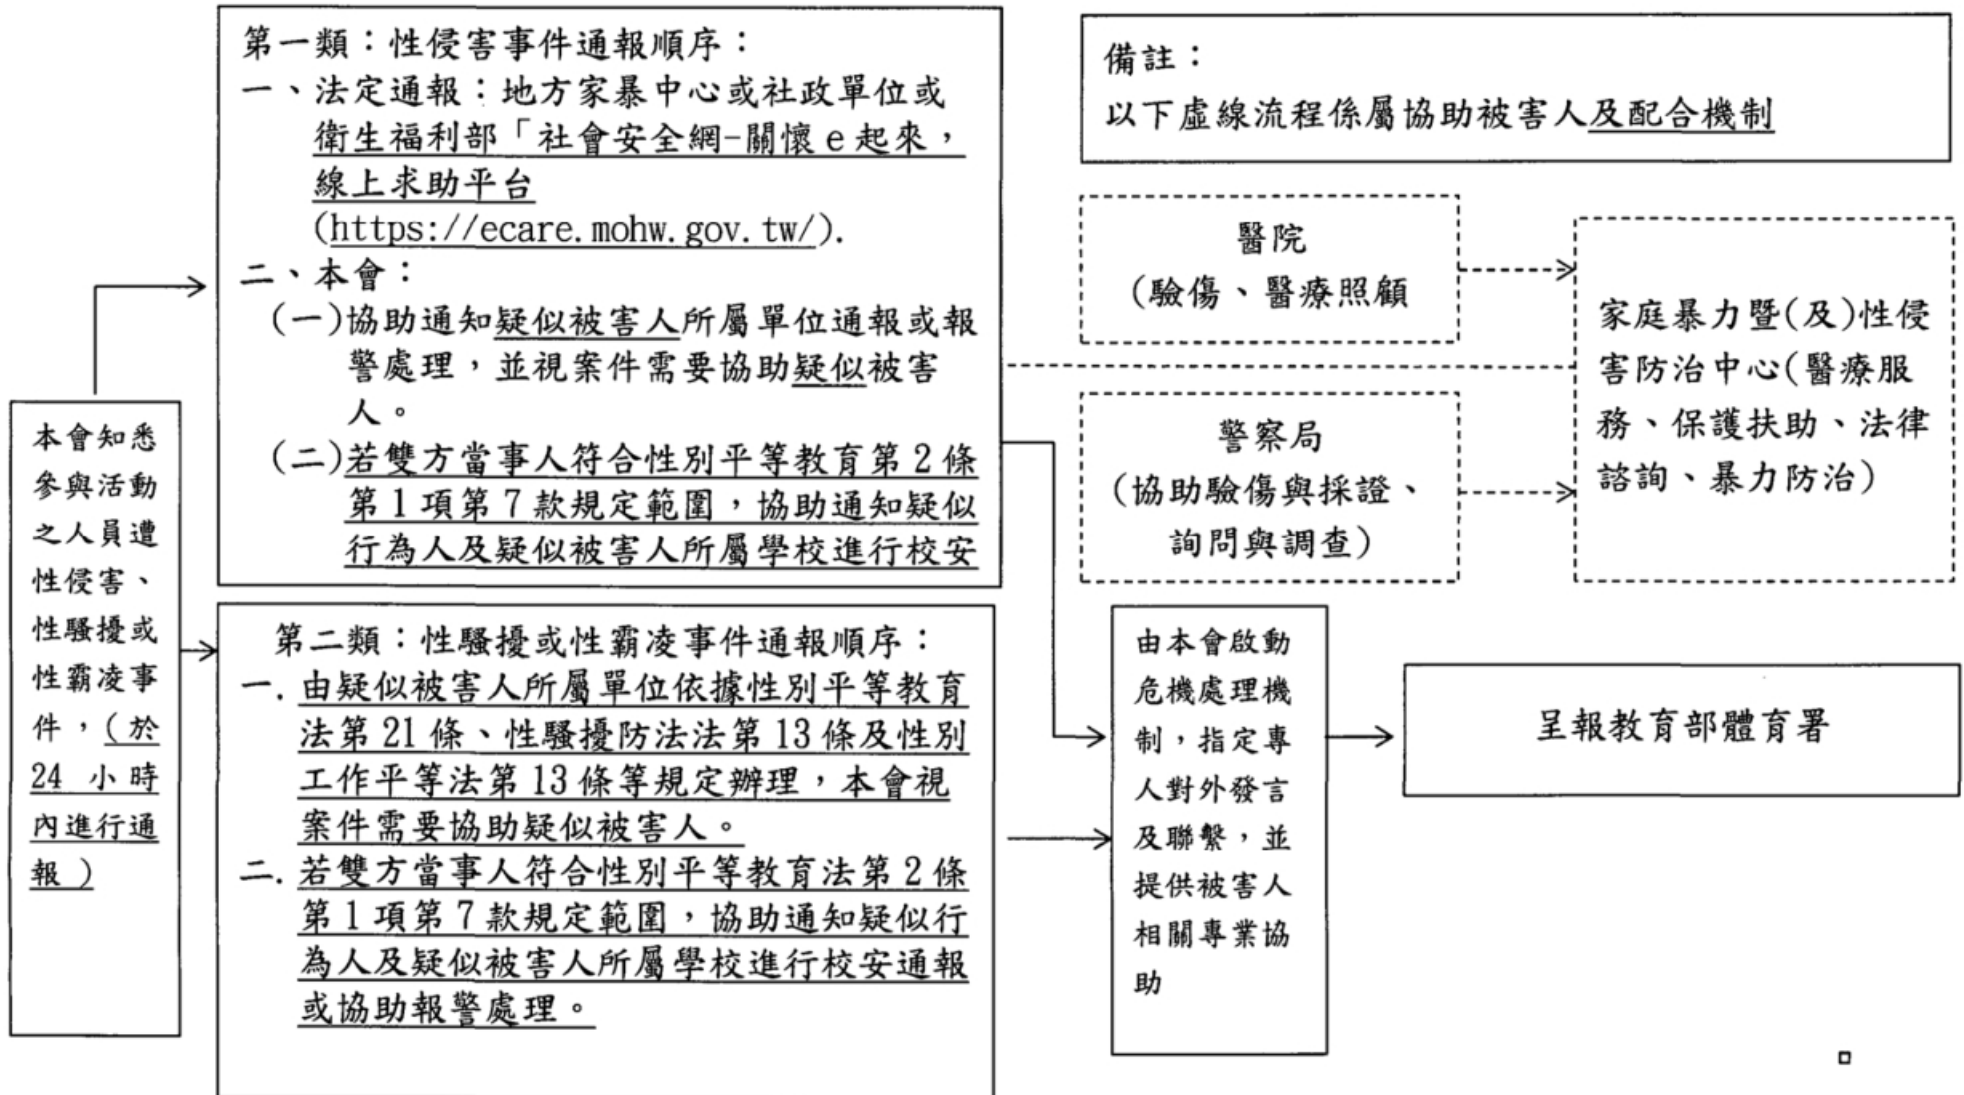 本會知悉
參與活動
之人員遭
性侵害、
性騷擾或
性霸凌事
件，(於
24 小時
內進行通
報 )
第一類：性侵害事件通報順序：
一、法定通報：地方家暴中心或社政單位或
衛生福利部「社會安全網-關懷 e 起來，
線上求助平台
(https://ecare.mohw.gov.tw/).
二、本會：
(一)協助通知疑似被害人所屬單位通報或報
警處理，並視案件需要協助疑似被害
人。
(二)若雙方當事人符合性別平等教育第 2 條
第 1 項第 7 款規定範圍，協助通知疑似
行為人及疑似被害人所屬學校進行校安
第二類：性騷擾或性霸凌事件通報順序：
一. 由疑似被害人所屬單位依據性別平等教育
法第 21 條、性騷擾防法法第 13 條及性別
工作平等法第 13 條等規定辦理，本會視
案件需要協助疑似被害人。
二. 若雙方當事人符合性別平等教育法第 2 條
第 1 項第 7 款規定範圍，協助通知疑似行
為人及疑似被害人所屬學校進行校安通報
或協助報警處理。
備註：
以下虛線流程係屬協助被害人及配合機制
醫院
(驗傷、醫療照顧
警察局
(協助驗傷與採證、
詢問與調查)
家庭暴力暨(及)性侵
害防治中心(醫療服
務、保護扶助、法律
諮詢、暴力防治)
由本會啟動
危機處理機
制，指定專
人對外發言
及聯繫，並
提供被害人
相關專業協
助
呈報教育部體育署